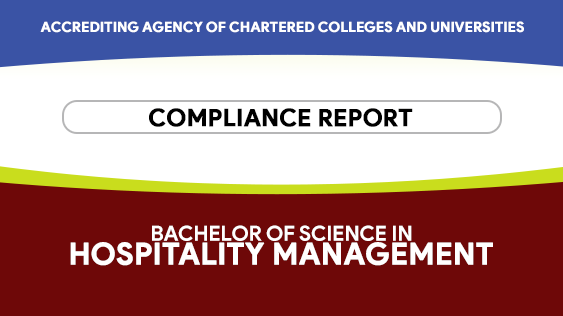 ACCREDITING AGENCY OF CHARTERED COLLEGES AND UNIVERSITIES
COMPLIANCE REPORT
BACHELOR OF SCIENCE IN
HOSPITALITY MANAGEMENT